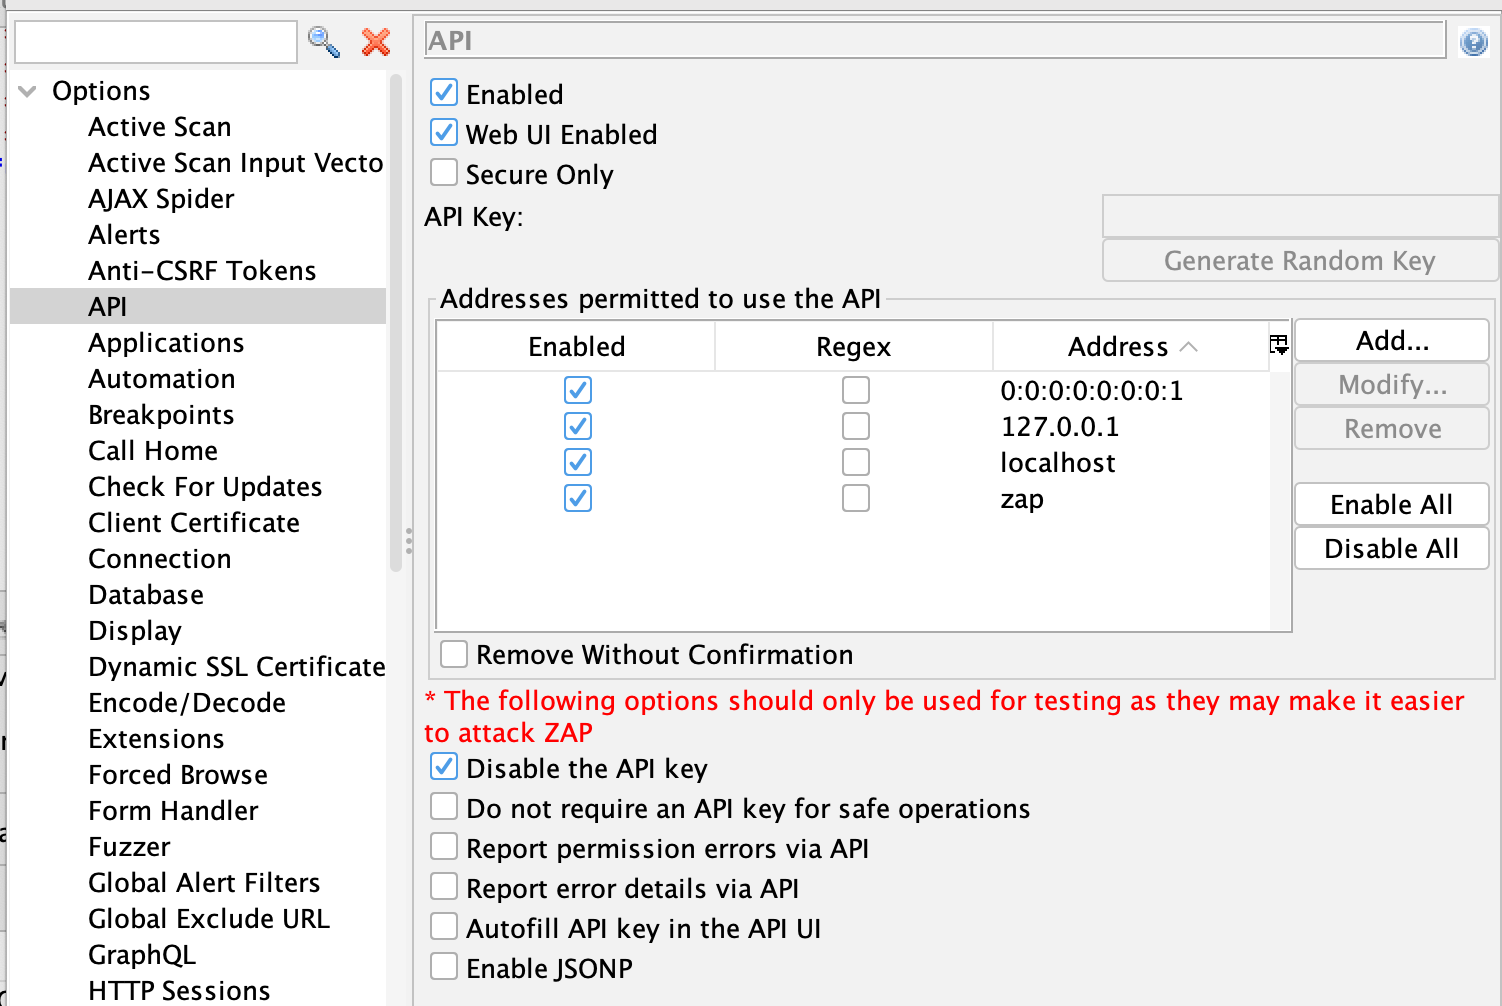 Options
Active Scan
Active Scan Input Vecto
AJAX Spider
Alerts
Anti-CSRF Tokens
API
Applications
Automation
Breakpoints
Call Home
Check For Updates
Client Certificate
Connection
Database
Display
Dynamic SSL Certificate
Encode/Decode
Extensions
Forced Browse
Form Handler
Fuzzer
Global Alert Filters
Global Exclude URL
GraphQL
HTTP Sessions
API
Enabled
Web UI Enabled
Secure Only
API Key:
Generate Random Key
Addresses permitted to use the API
Enabled Regex Address
0:0:0:0:0:0:0:1
127.0.0.1
localhost
zap
Add...
Modify...
Remove
Enable All
Disable All
Remove Without Confirmation
* The following options should only be used for testing as they may make it easier
to attack ZAP
Disable the API key
Do not require an API key for safe operations
Report permission errors via API
Report error details via API
Autofill API key in the API UI
Enable JSONP